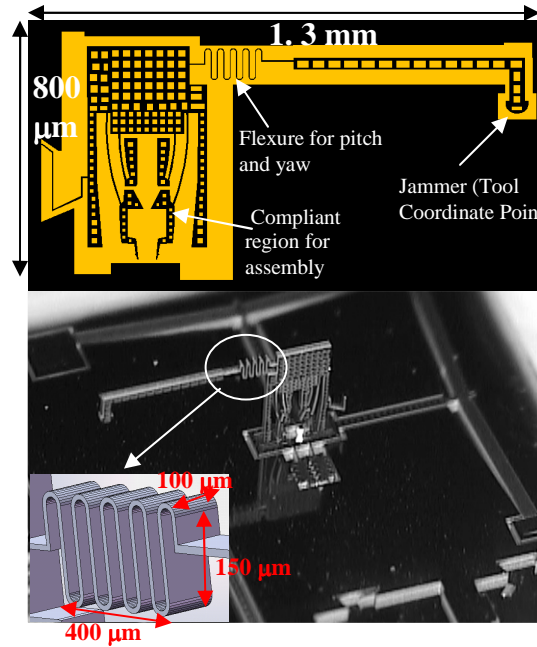 1. 3 mm
800
μm
Flexure for pitch
and yaw
Jammer (Tool
Coordinate Poin
Compliant
region for
assembly
100 μm
150 μm
400 μm